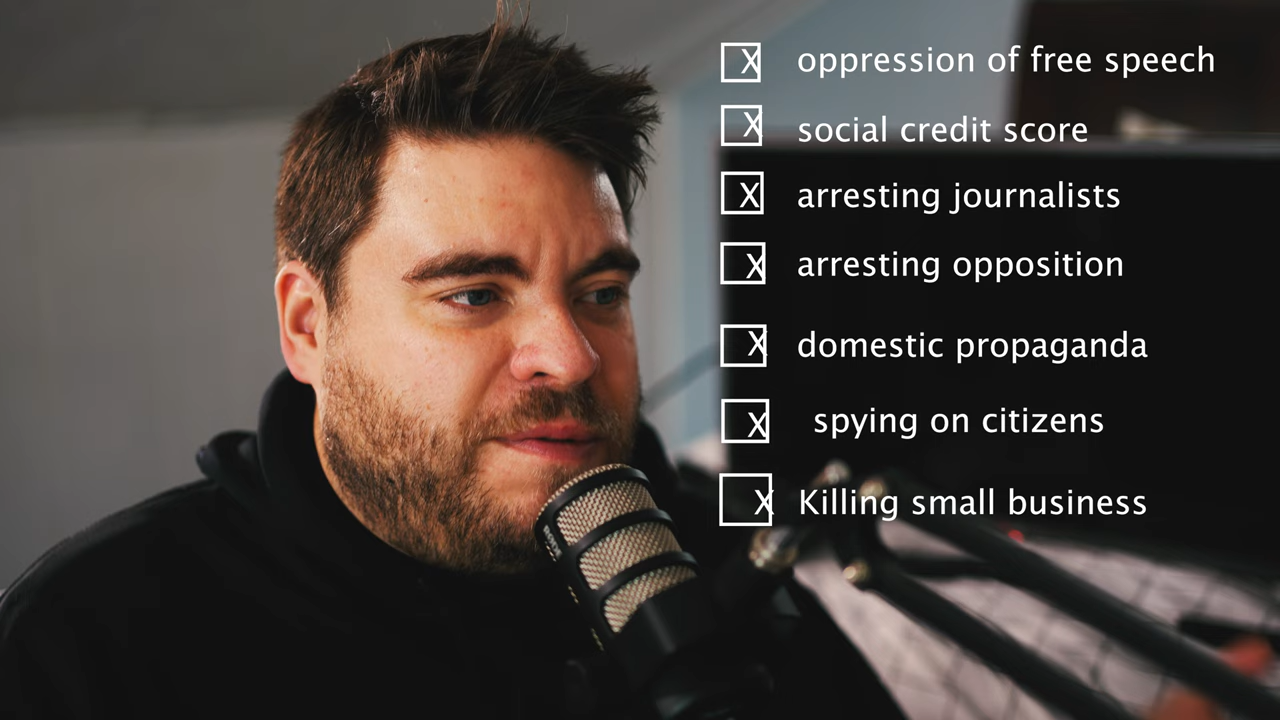 X oppression of free speech
X social credit score
X arresting journalists
X arresting opposition
X domestic propaganda
X spying on citizens
X Killing small business